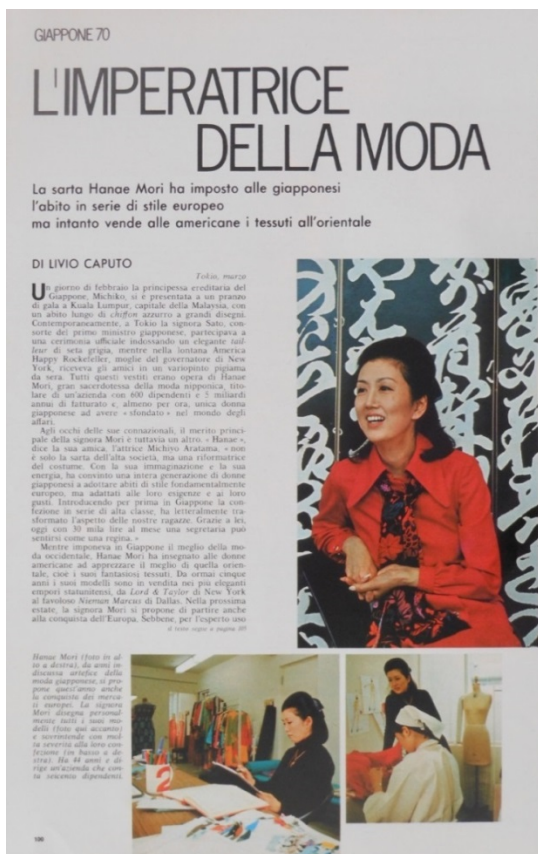 GIAPPONE 70
L'IMPERATRICE
DELLA MODA
La sarta Hanae Mori ha imposto alle giapponesi
l'abito in serie di stile europeo
ma intanto vende alle americane i tessuti all'orientale
DI LIVIO CAPUTO
Tokio, marzo
Un giorno di febbraio la principessa ereditaria del
Giappone, Michiko, si è presentata a un pranzo
di gala a Kuala Lumpur, capitale della Malaysia, con
un abito lungo di chiffon azzurro a grandi disegni.
Contemporaneamente, a Tokio la signora Sato, con-
sorte del primo ministro giapponese, partecipava a
una cerimonia ufficiale indossando un elegante tail-
leur di seta grigia, mentre nella lontana America
Happy Rockefeller, moglie del governatore di New
York, riceveva gli amici in un variopinto pigiama
da sera. Tutti questi vestiti erano opera di Hanae
Mori, gran sacerdotessa della moda nipponica, tito-
lare di un'azienda con 600 dipendenti e 5 miliardi
annui di fatturato e, almeno per ora, unica donna
giapponese ad avere «sfondato» nel mondo degli
affari.
Agli occhi delle sue connazionali, il merito princi-
pale della signora Mori è tuttavia un altro. «Hanae»,
dice la sua amica, l'attrice Michiyo Aratama, «non
è solo la sarta dell'alta società, ma una riformatrice
del costume. Con la sua immaginazione e la sua
energia, ha convinto una intera generazione di donne
giapponesi a adottare abiti di stile fondamentalmente
europeo, ma adattati alle loro esigenze e ai loro
gusti. Introducendo per prima in Giappone la con-
fezione in serie di alta classe, ha letteralmente tra-
sformato l'aspetto delle nostre ragazze. Grazie a lei,
oggi con 30 mila lire al mese una segretaria può
sentirsi come una regina.»
Mentre imponeva in Giappone il meglio della mo-
da occidentale, Hanae Mori ha insegnato alle donne
americane ad apprezzare il meglio di quella orien-
tale, cioè i suoi fantasiosi tessuti. Da ormai cinque
anni i suoi modelli sono in vendita nei più eleganti
empori statunitensi, da Lord & Taylor di New York
al favoloso Nieman Marcus di Dallas. Nella prossima
estate, la signora Mori si propone di partire anche
alla conquista dell'Europa. Sebbene, per l'esperto uso
il testo segue a pagina
Hanae Mori (foto in al-
to a destra), da anni in-
discussa artefice della
moda giapponese, si pro-
pone quest'anno anche
la conquista dei merca-
ti europei. La signora
Mori disegna personal-
mente tutti i suoi mo-
delli (foto qui accanto)
e sovrintende con mol-
ta severità alla loro con-
fezione (in basso a de-
stra). Ha 44 anni e di-
rige un'azienda che con-
ta seicento dipendenti.
2